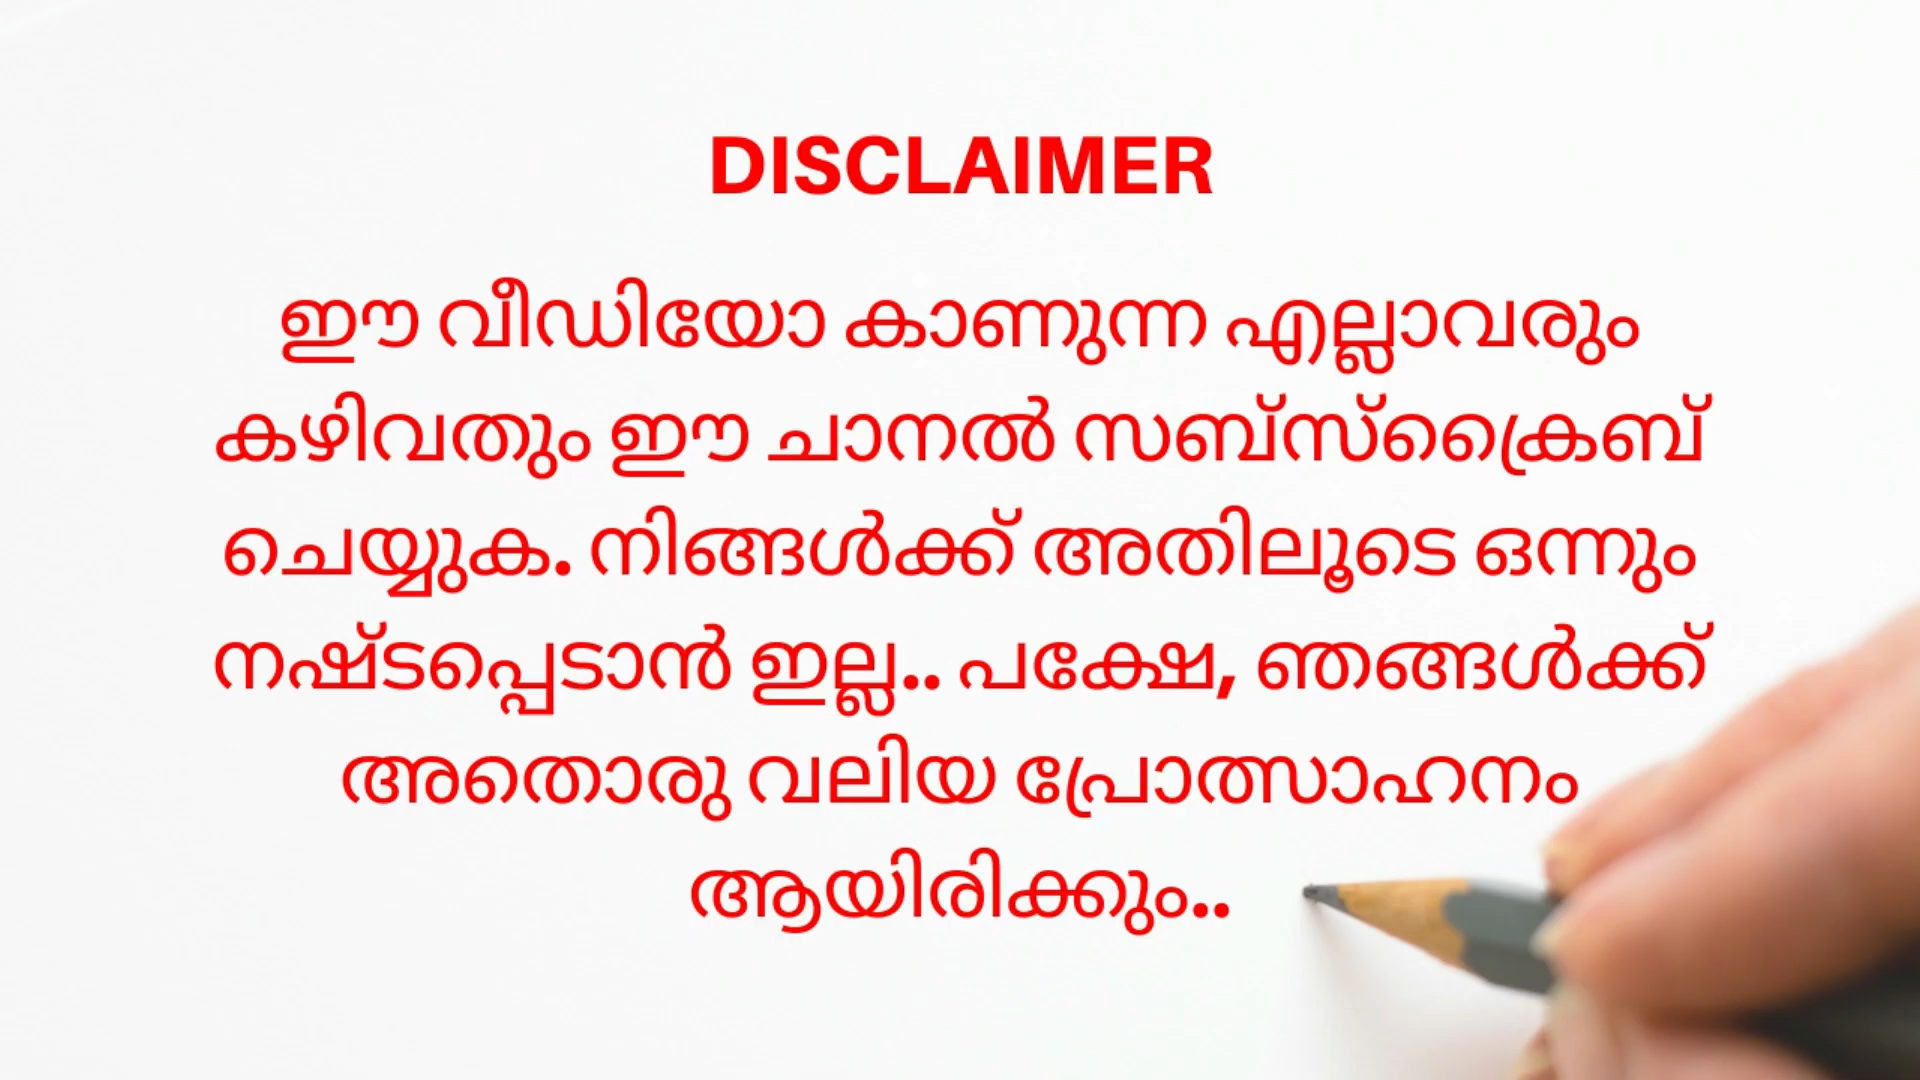 DISCLAIMER
ഈ വീഡിയോ കാണുന്ന എല്ലാവരും
കഴിവതും ഈ ചാനൽ സബ്സ്ക്രൈബ്
ചെയ്യുക. നിങ്ങൾക്ക് അതിലൂടെ ഒന്നും
നഷ്ടപ്പെടാൻ ഇല്ല.. പക്ഷേ, ഞങ്ങൾക്ക്
അതൊരു വലിയ പ്രോത്സാഹനം
ആയിരിക്കും..